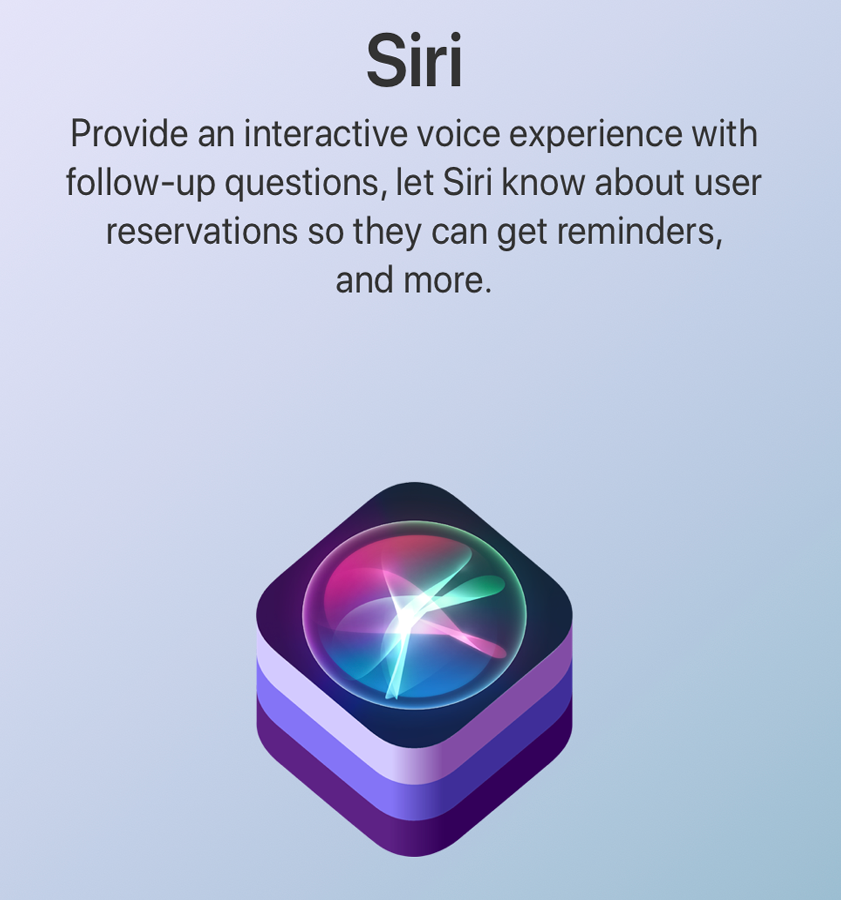 Siri
Provide an interactive voice experience with
follow-up questions, let Siri know about user
reservations so they can get reminders,
and more.